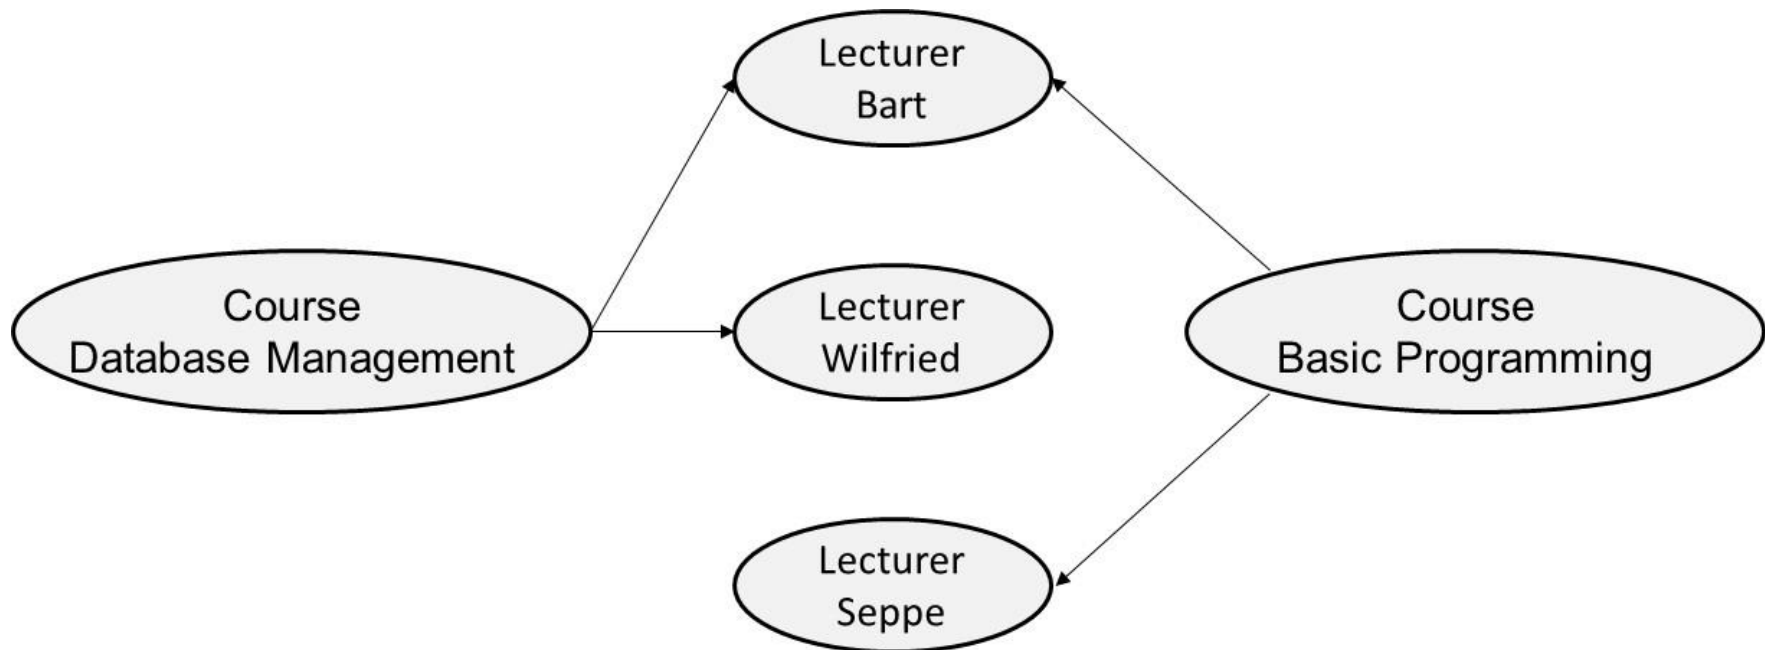 Lecturer
Bart
Course
Database Management
Lecturer
Wilfried
Course
Basic Programming
Lecturer
Seppe